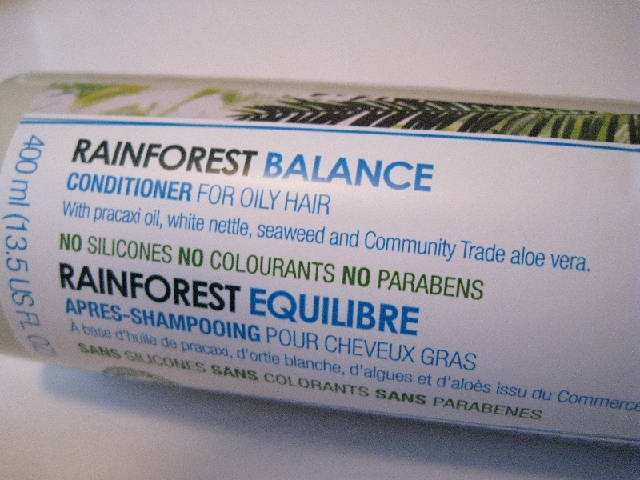 RAINFOREST BALANCE
CONDITIONER FOR OILY HAIR
With pracaxi oil, white nettle, seaweed and Community Trade aloe vera.
NO SILICONES NO COLOURANTS NO PARABENS
RAINFOREST EQUILIBRE
APRES-SHAMPOOING POUR CHEVEUX GRAS
À base d'huile de pracaxi, d'ortie blanche, d'algues et d'aloès issu du Commerce
SANS SILICONES SANS COLORANTS SANS PARABENES
400 ml (13.5 US FL OZ